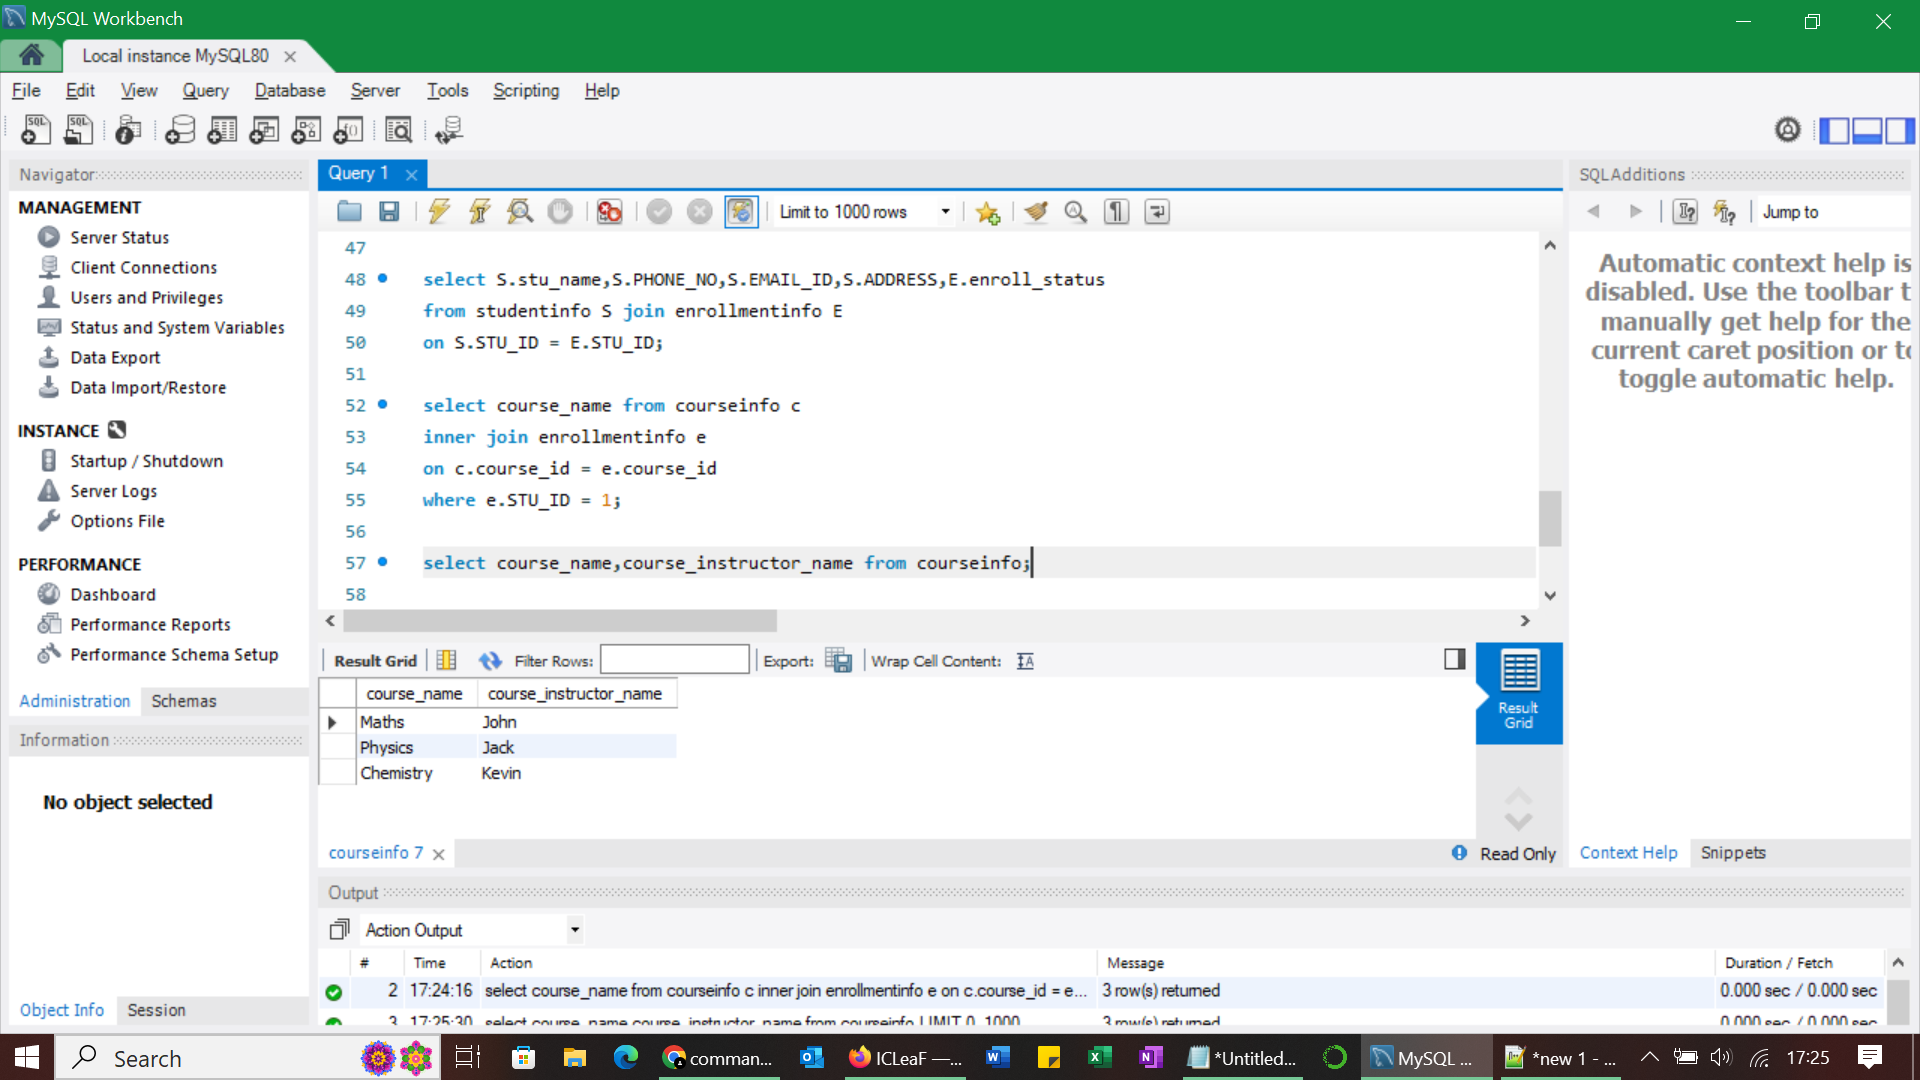 MySQL Workbench
Local instance MySQL80
File Edit View Query Database Server Tools Scripting Help
Navigator
MANAGEMENT
Server Status
Client Connections
Users and Privileges
Status and System Variables
Data Export
Data Import/Restore
INSTANCE
Startup / Shutdown
Server Logs
Options File
PERFORMANCE
Dashboard
Performance Reports
Performance Schema Setup
Administration Schemas
Information
No object selected
Object Info Session
Query 1
Limit to 1000 rows
47
48 select S.stu_name,S.PHONE_NO,S.EMAIL_ID,S.ADDRESS,E.enroll_status
49 from studentinfo S join enrollmentinfo E
50 on S.STU_ID = E.STU_ID;
51
52 select course_name from courseinfo c
53 inner join enrollmentinfo e
54 on c.course_id = e.course_id
55 where e.STU_ID = 1;
56
57 select course_name,course_instructor_name from courseinfo;
58
Result Grid Filter Rows: Export: Wrap Cell Content:
course_name course_instructor_name
Maths John
Physics Jack
Chemistry Kevin
Result
Grid
courseinfo 7
Read Only
SQLAdditions
Jump to
Automatic context help is
disabled. Use the toolbar t
manually get help for the
current caret position or to
toggle automatic help.
Context Help Snippets
Output
Action Output
# Time Action Message Duration / Fetch
2 17:24:16 select course_name from courseinfo c inner join enrollmentinfo e on c.course_id = e... 3 row(s) returned 0.000 sec / 0.000 sec
3 17:25:30 select course_name,course_instructor_name from courseinfo LIMIT 0, 1000 3 row(s) returned 0.000 sec / 0.000 sec
Search
comman...
ICLeaF —...
*Untitled...
MySQL ...
*new 1 - ...
17:25